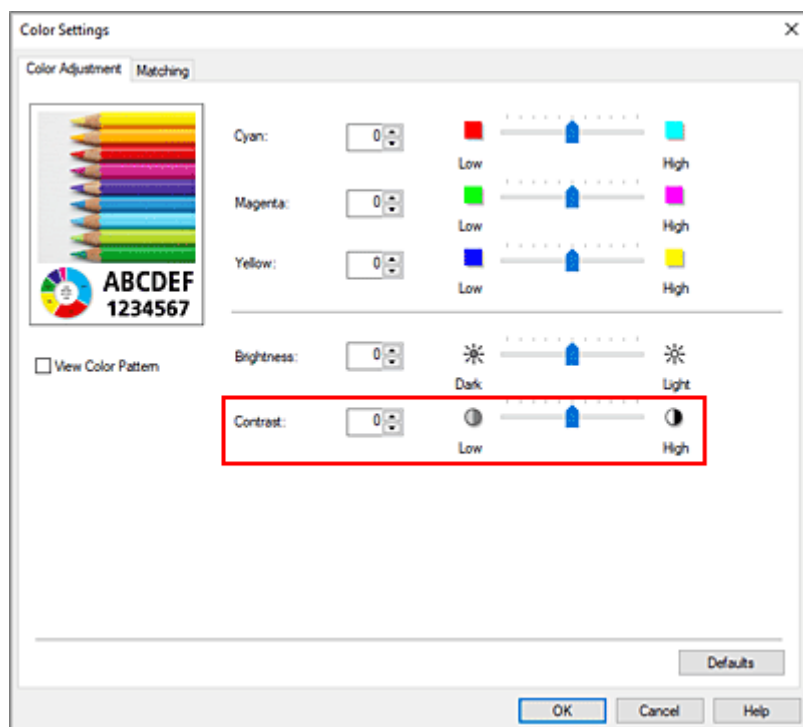 Color Settings
Color Adjustment Matching
Cyan: 0
Low High
Magenta: 0
Low High
Yellow: 0
Low High
ABCDEF
1234567
View Color Pattern
Brightness: 0
Dark Light
Contrast: 0
Low High
Defaults
OK Cancel Help